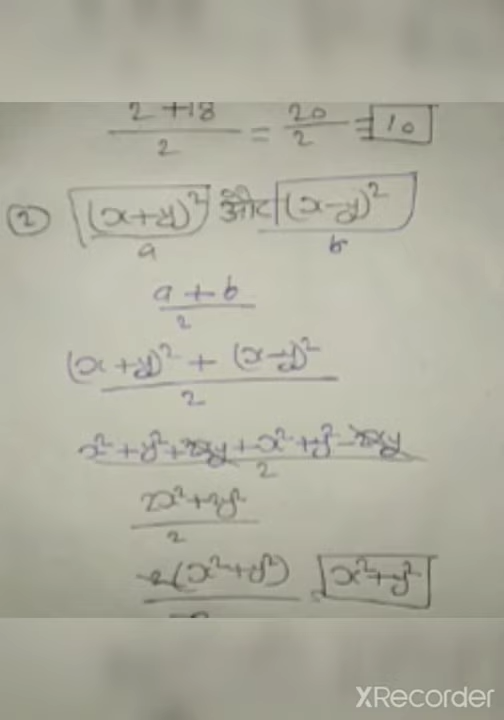 2 + 18 / 2 = 20 / 2 = 10
② (x+y)² और (x-y)²
a b
a + b / 2
(x + y)² + (x - y)² / 2
x² + y² + 2xy + x² + y² - 2xy / 2
2x² + 2y² / 2
2(x² + y²) x² + y²
XRecorder